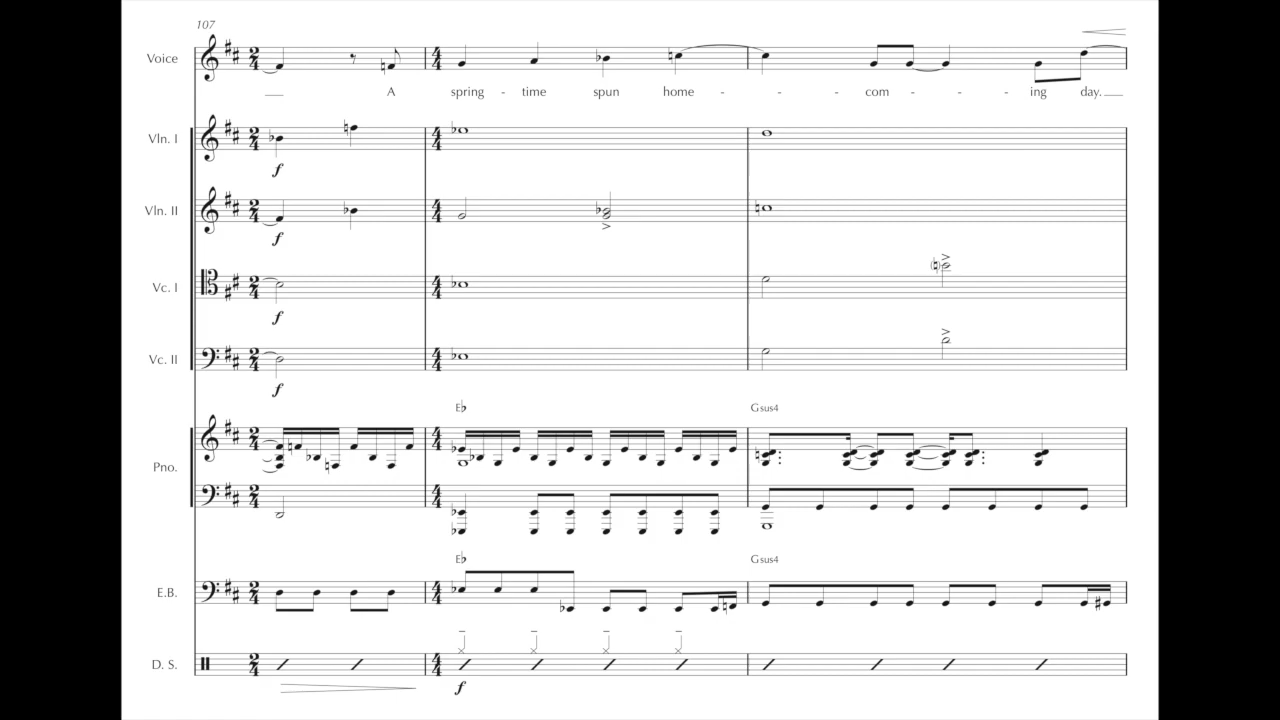 107
Voice
A spring - time spun home - - - com - - - ing day.
Vln. I
f
Vln. II
f
Vc. I
f
Vc. II
f
E♭ Gsus4
Pno.
E♭ Gsus4
E.B.
D. S.
f